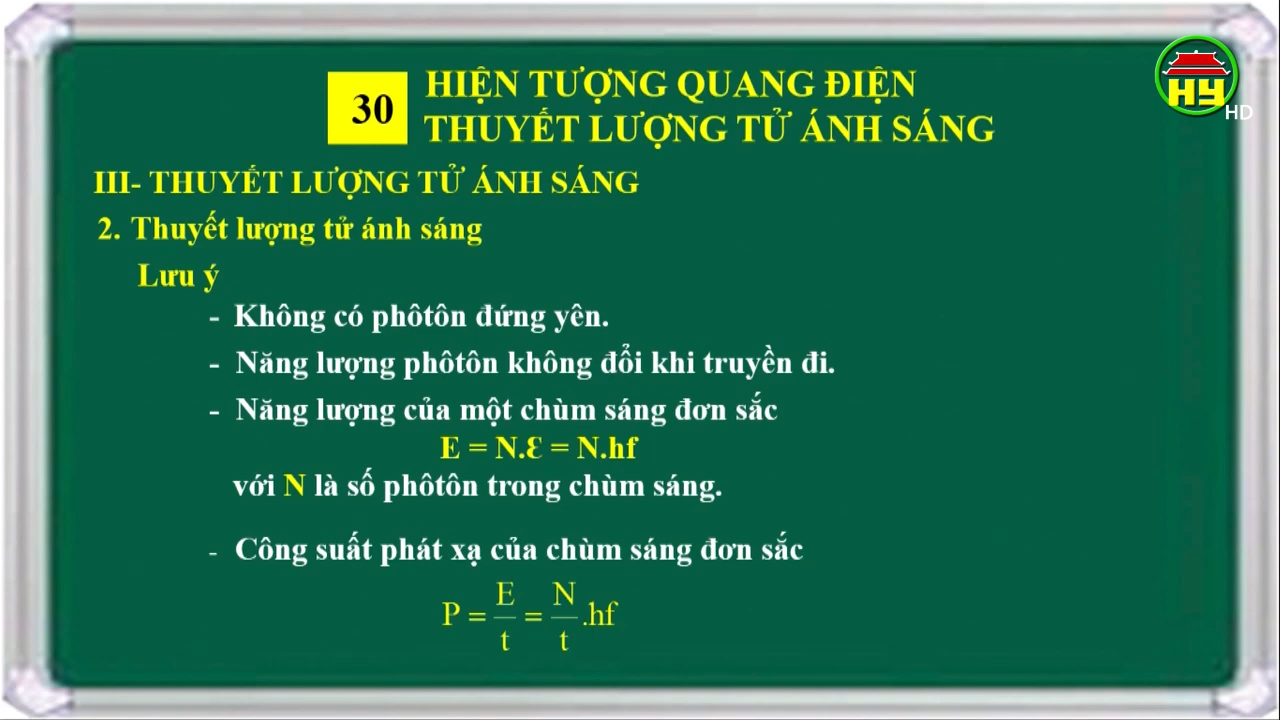 30
HIỆN TƯỢNG QUANG ĐIỆN
THUYẾT LƯỢNG TỬ ÁNH SÁNG
HY
HD
III- THUYẾT LƯỢNG TỬ ÁNH SÁNG
2. Thuyết lượng tử ánh sáng
Lưu ý
- Không có phôtôn đứng yên.
- Năng lượng phôtôn không đổi khi truyền đi.
- Năng lượng của một chùm sáng đơn sắc
E = N.Ɛ = N.hf
với N là số phôtôn trong chùm sáng.
- Công suất phát xạ của chùm sáng đơn sắc
P = E/t = N/t .hf